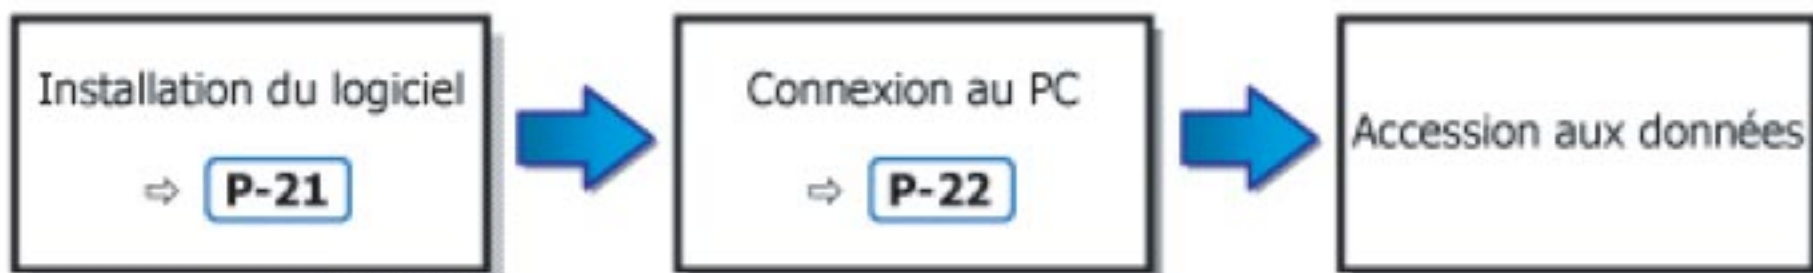 Installation du logiciel
⇨ P-21
Connexion au PC
⇨ P-22
Accession aux données